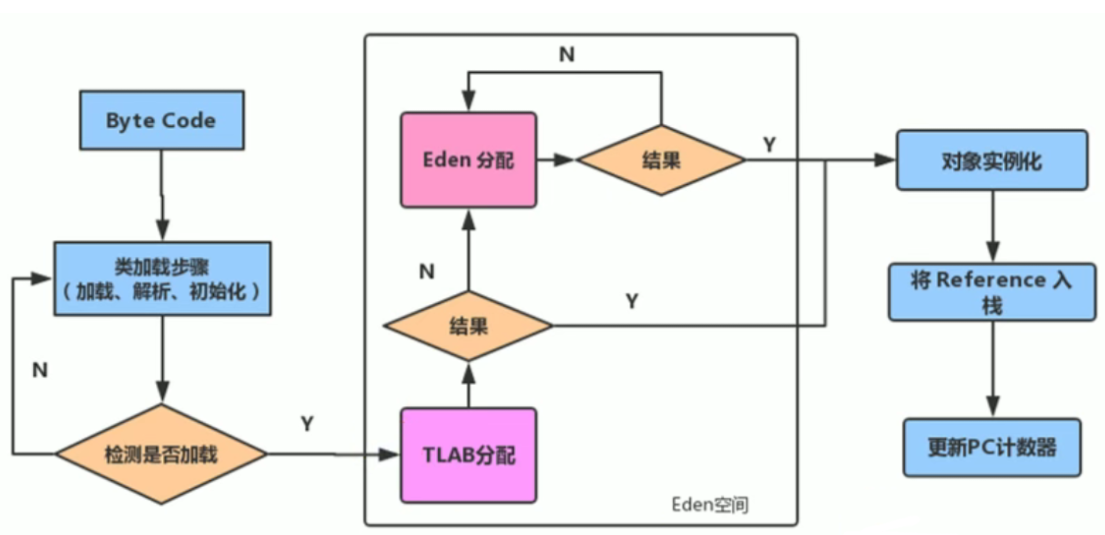 Byte Code
类加载步骤
（加载、解析、初始化）
N
检测是否加载
Y
N
Eden 分配
结果
Y
N
结果
Y
TLAB分配
Eden空间
对象实例化
将 Reference 入
栈
更新PC计数器